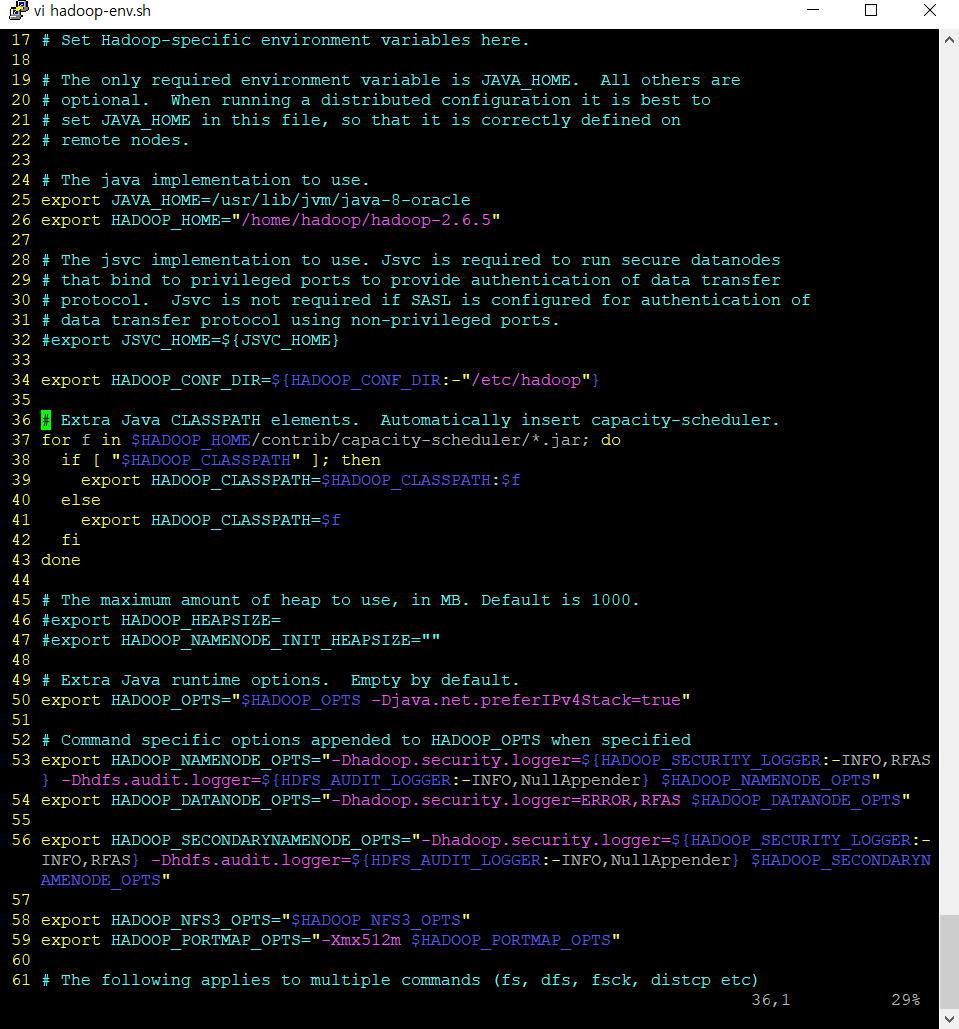 vi hadoop-env.sh
17 # Set Hadoop-specific environment variables here.
18
19 # The only required environment variable is JAVA_HOME.  All others are
20 # optional.  When running a distributed configuration it is best to
21 # set JAVA_HOME in this file, so that it is correctly defined on
22 # remote nodes.
23
24 # The java implementation to use.
25 export JAVA_HOME=/usr/lib/jvm/java-8-oracle
26 export HADOOP_HOME="/home/hadoop/hadoop-2.6.5"
27
28 # The jsvc implementation to use. Jsvc is required to run secure datanodes
29 # that bind to privileged ports to provide authentication of data transfer
30 # protocol.  Jsvc is not required if SASL is configured for authentication of
31 # data transfer protocol using non-privileged ports.
32 #export JSVC_HOME=${JSVC_HOME}
33
34 export HADOOP_CONF_DIR=${HADOOP_CONF_DIR:-"/etc/hadoop"}
35
36 # Extra Java CLASSPATH elements.  Automatically insert capacity-scheduler.
37 for f in $HADOOP_HOME/contrib/capacity-scheduler/*.jar; do
38   if [ "$HADOOP_CLASSPATH" ]; then
39     export HADOOP_CLASSPATH=$HADOOP_CLASSPATH:$f
40   else
41     export HADOOP_CLASSPATH=$f
42   fi
43 done
44
45 # The maximum amount of heap to use, in MB. Default is 1000.
46 #export HADOOP_HEAPSIZE=
47 #export HADOOP_NAMENODE_INIT_HEAPSIZE=""
48
49 # Extra Java runtime options.  Empty by default.
50 export HADOOP_OPTS="$HADOOP_OPTS -Djava.net.preferIPv4Stack=true"
51
52 # Command specific options appended to HADOOP_OPTS when specified
53 export HADOOP_NAMENODE_OPTS="-Dhadoop.security.logger=${HADOOP_SECURITY_LOGGER:-INFO,RFAS
} -Dhdfs.audit.logger=${HDFS_AUDIT_LOGGER:-INFO,NullAppender} $HADOOP_NAMENODE_OPTS"
54 export HADOOP_DATANODE_OPTS="-Dhadoop.security.logger=ERROR,RFAS $HADOOP_DATANODE_OPTS"
55
56 export HADOOP_SECONDARYNAMENODE_OPTS="-Dhadoop.security.logger=${HADOOP_SECURITY_LOGGER:-
INFO,RFAS} -Dhdfs.audit.logger=${HDFS_AUDIT_LOGGER:-INFO,NullAppender} $HADOOP_SECONDARYN
AMENODE_OPTS"
57
58 export HADOOP_NFS3_OPTS="$HADOOP_NFS3_OPTS"
59 export HADOOP_PORTMAP_OPTS="-Xmx512m $HADOOP_PORTMAP_OPTS"
60
61 # The following applies to multiple commands (fs, dfs, fsck, distcp etc)
36,1 29%